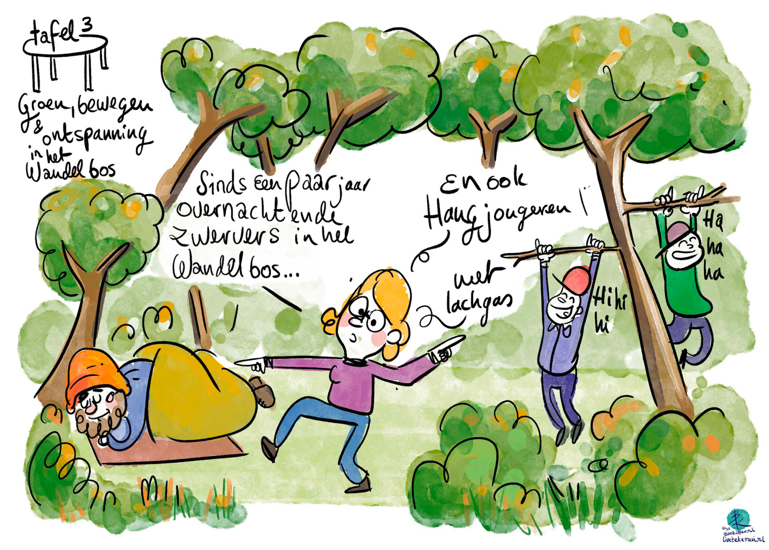 tafel 3
Groen, bewegen
& ontspanning
in het
Wandelbos
Sinds een paar jaar
overnachtende
zwervers in het
Wandelbos...
En ook
Hangjongeren!
met
lachgas
Hihi
hi
Ha
ha
ha